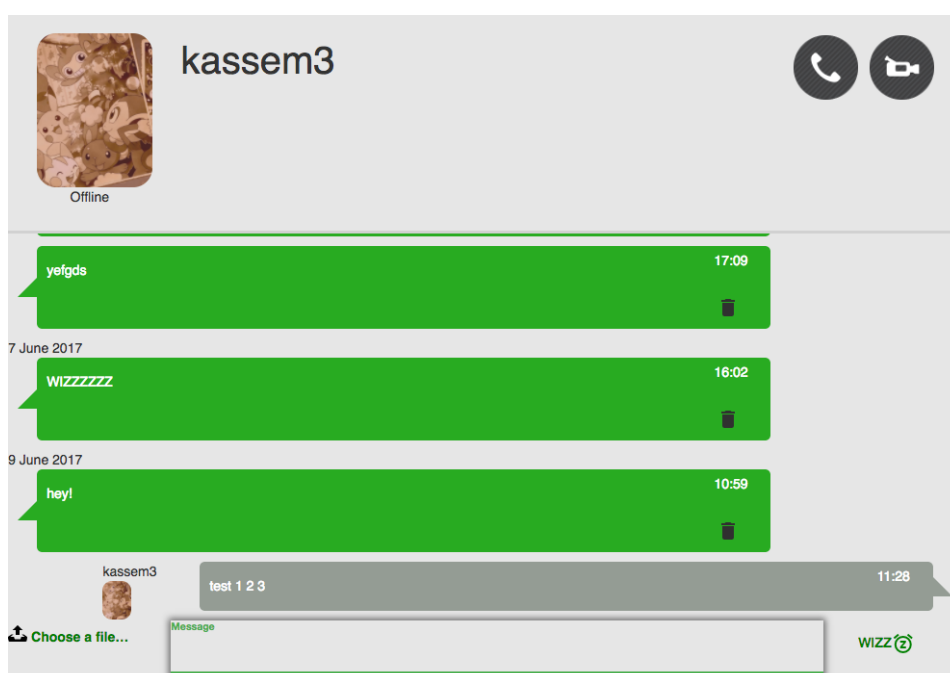 kassem3
Offline
yefgds 17:09
7 June 2017
WIZZZZZZ 16:02
9 June 2017
hey! 10:59
kassem3
test 1 2 3 11:28
Choose a file...
Message
WIZZ z